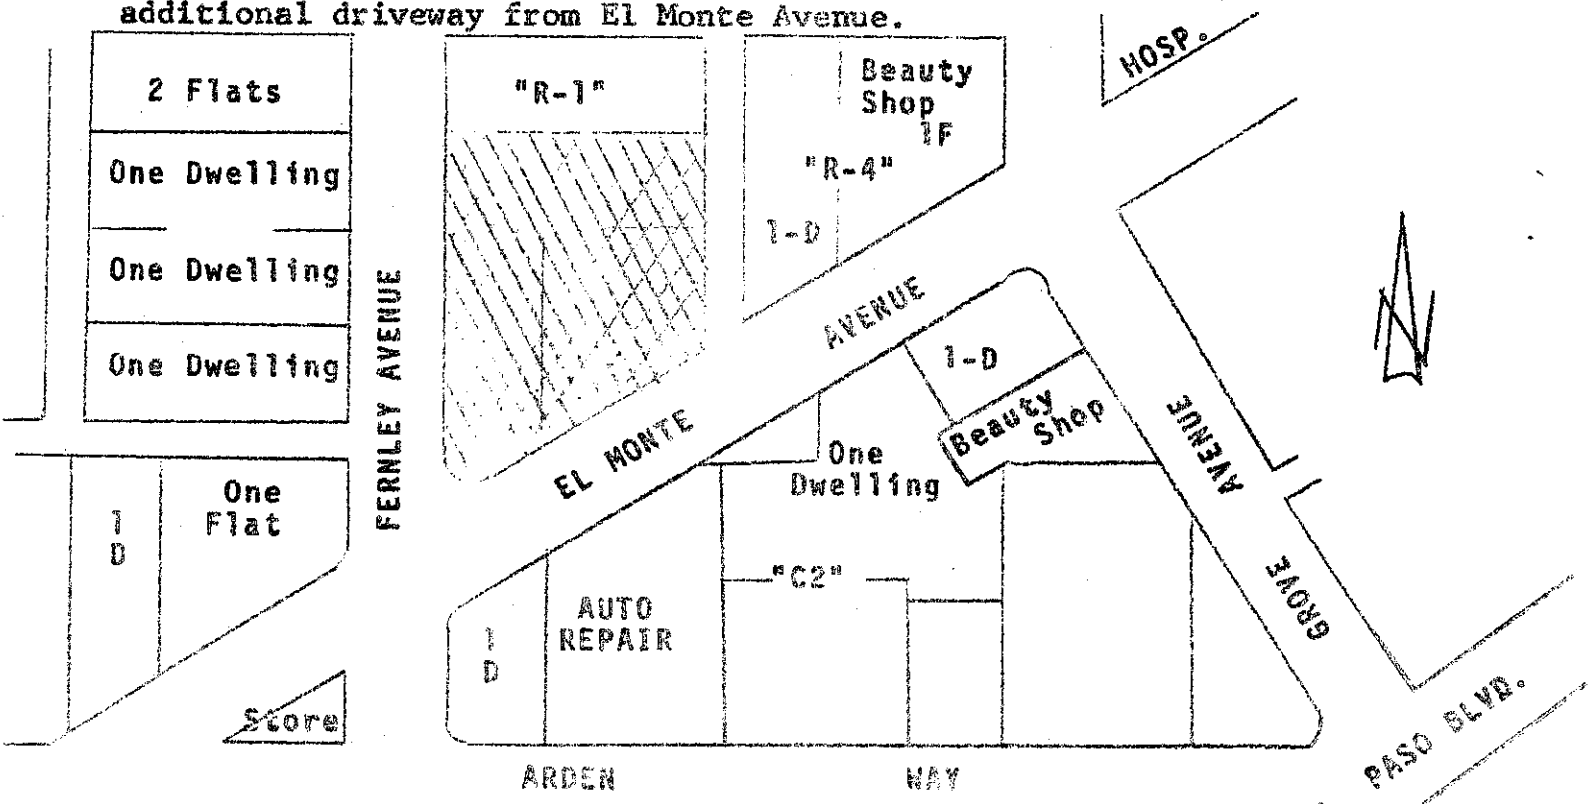 additional driveway from El Monte Avenue.
2 Flats
"R-1"
Beauty
Shop
1F
HOSP.
One Dwelling
"R-4"
1-D
One Dwelling
One Dwelling
FERNLEY AVENUE
EL MONTE AVENUE
1-D
Beauty
Shop
GROVE AVENUE
N
One
Dwelling
1
D
One
Flat
"C2"
1
D
AUTO
REPAIR
Store
PASO BLVD.
ARDEN WAY